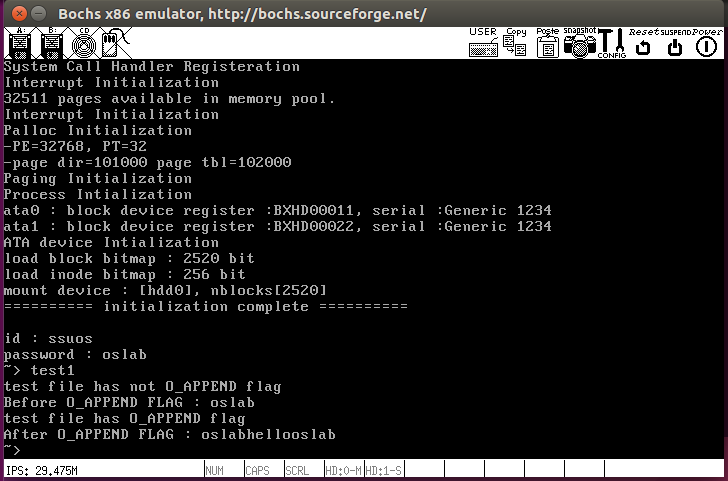 Bochs x86 emulator, http://bochs.sourceforge.net/
A: B: CD USER Copy Paste snapshot CONFIG Reset SUSPEND Power
System Call Handler Registeration
Interrupt Initialization
32511 pages available in memory pool.
Interrupt Initialization
Palloc Initialization
-PE=32768, PT=32
-page dir=101000 page tbl=102000
Paging Initialization
Process Intialization
ata0 : block device register :BXHD00011, serial :Generic 1234
ata1 : block device register :BXHD00022, serial :Generic 1234
ATA device Intialization
load block bitmap : 2520 bit
load inode bitmap : 256 bit
mount device : [hdd0], nblocks[2520]
========== initialization complete ==========
id : ssuos
password : oslab
~> test1
test file has not O_APPEND flag
Before O_APPEND FLAG : oslab
test file has O_APPEND flag
After O_APPEND FLAG : oslabhellooslab
~>
IPS: 29.475M NUM CAPS SCRL HD:0-M HD:1-S